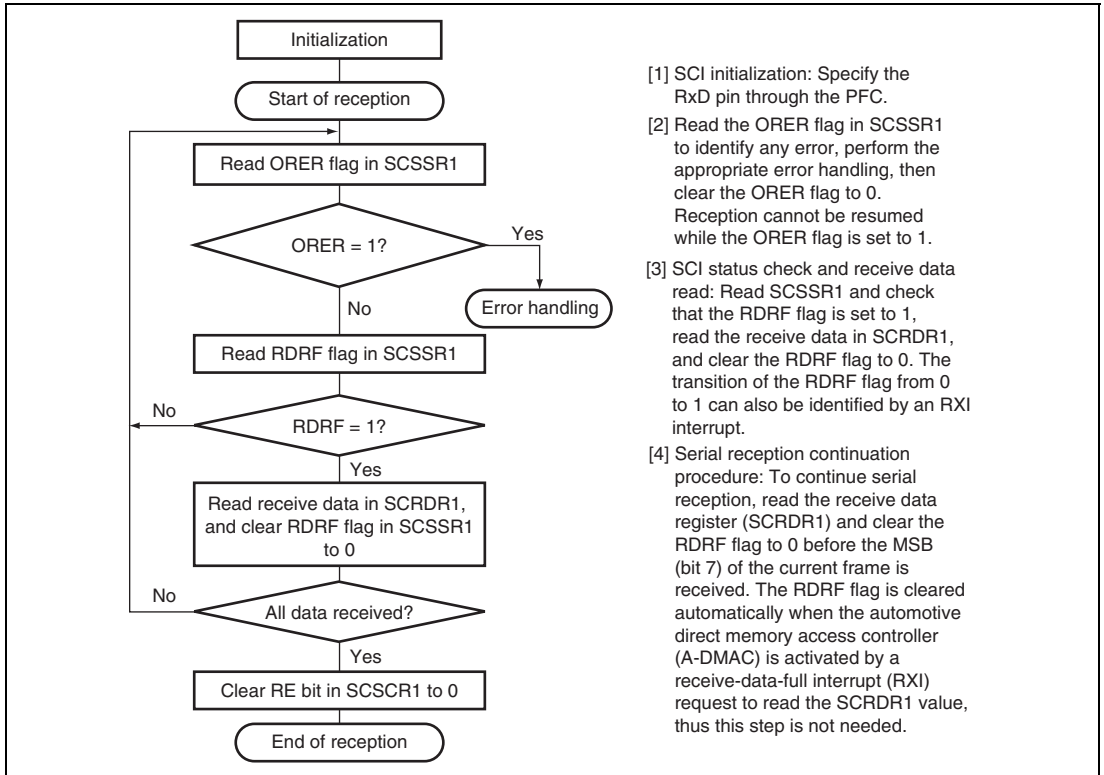 Initialization
Start of reception
Read ORER flag in SCSSR1
ORER = 1?
Yes
Error handling
No
Read RDRF flag in SCSSR1
No
RDRF = 1?
Yes
Read receive data in SCRDR1,
and clear RDRF flag in SCSSR1
to 0
No
All data received?
Yes
Clear RE bit in SCSCR1 to 0
End of reception
[1] SCI initialization: Specify the
RxD pin through the PFC.
[2] Read the ORER flag in SCSSR1
to identify any error, perform the
appropriate error handling, then
clear the ORER flag to 0.
Reception cannot be resumed
while the ORER flag is set to 1.
[3] SCI status check and receive data
read: Read SCSSR1 and check
that the RDRF flag is set to 1,
read the receive data in SCRDR1,
and clear the RDRF flag to 0. The
transition of the RDRF flag from 0
to 1 can also be identified by an RXI
interrupt.
[4] Serial reception continuation
procedure: To continue serial
reception, read the receive data
register (SCRDR1) and clear the
RDRF flag to 0 before the MSB
(bit 7) of the current frame is
received. The RDRF flag is cleared
automatically when the automotive
direct memory access controller
(A-DMAC) is activated by a
receive-data-full interrupt (RXI)
request to read the SCRDR1 value,
thus this step is not needed.